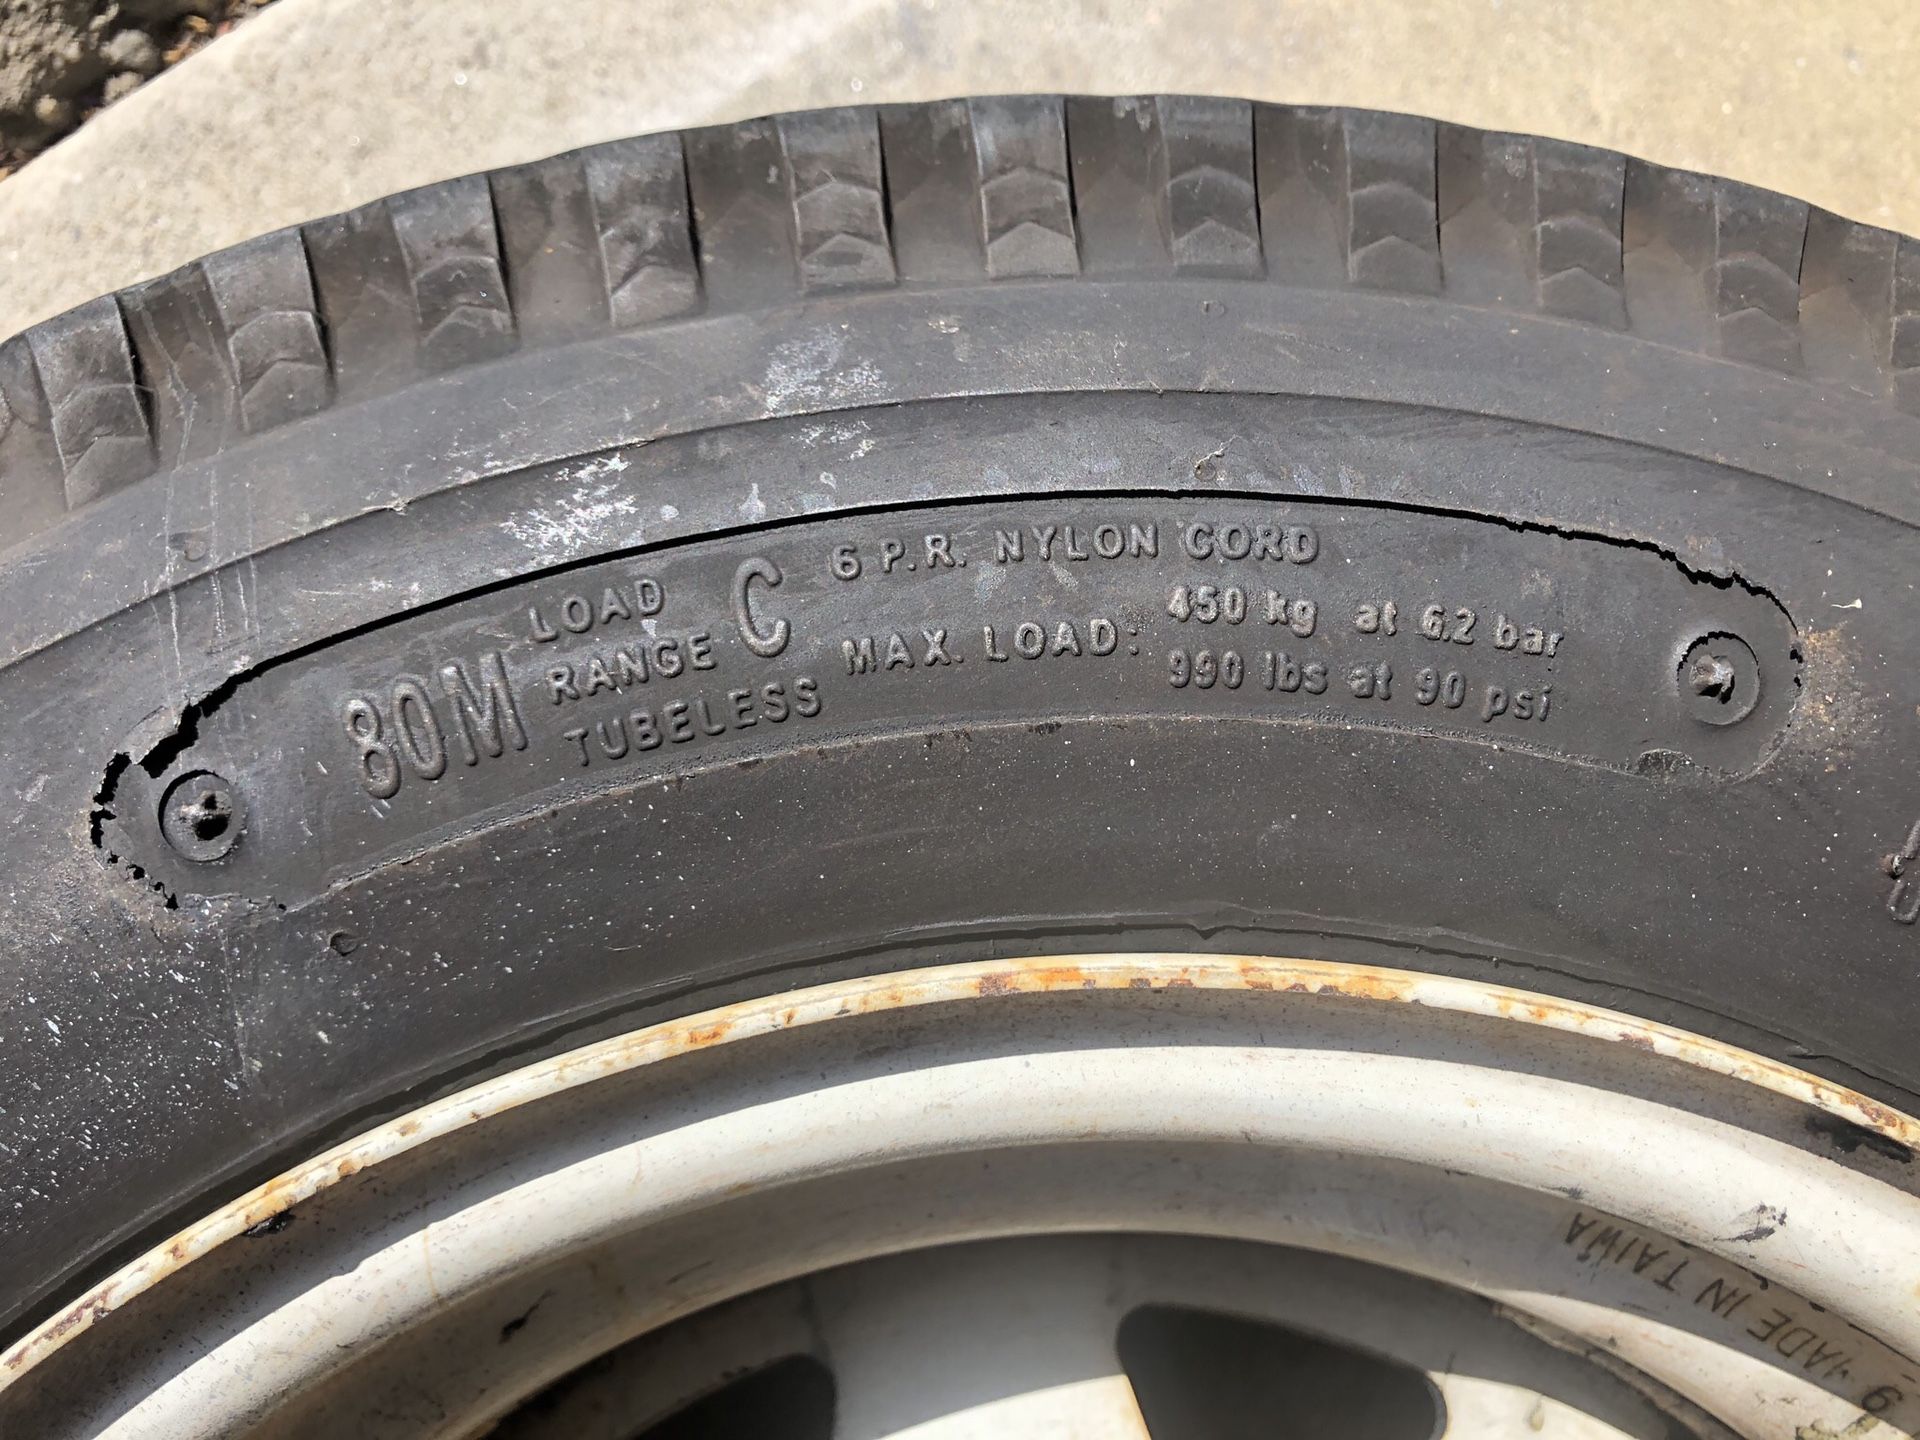 80M
LOAD
RANGE C
TUBELESS
6 P.R. NYLON CORD
MAX. LOAD: 450 kg at 6.2 bar
990 lbs at 90 psi
MADE IN TAIWA